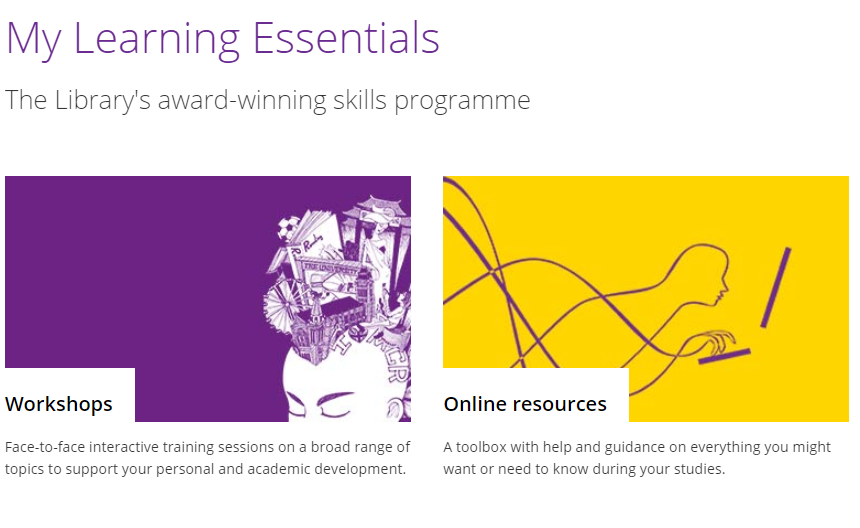 My Learning Essentials
The Library's award-winning skills programme
I
MCR
Workshops
Online resources
Face-to-face interactive training sessions on a broad range of
topics to support your personal and academic development.
A toolbox with help and guidance on everything you might
want or need to know during your studies.